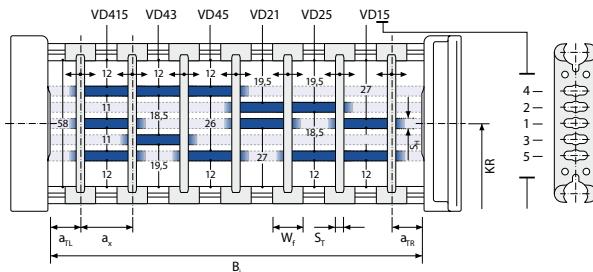 VD415 VD43 VD45 VD21 VD25 VD15
12 12 12 19,5 19,5 27
11 18,5
58 26 18,5 S_H
11
12 19,5 12 27 12 12
4
2
1
3
5
KR
a_TL a_x W_f S_T a_TR
B_i